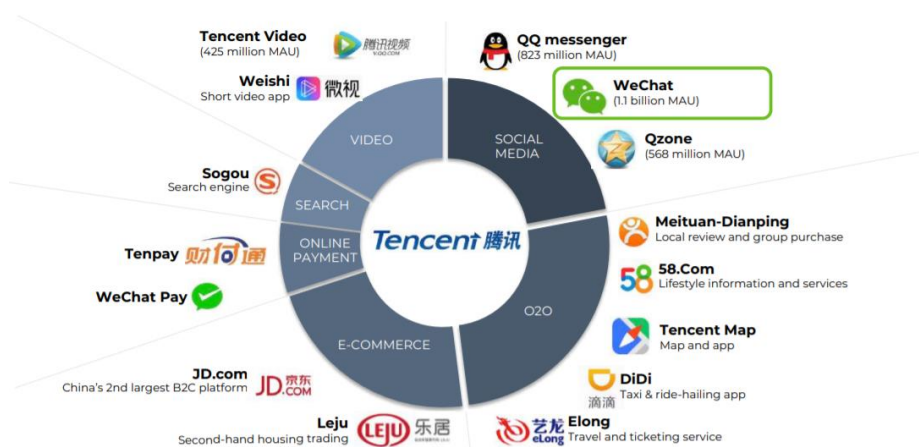 Tencent Video
(425 million MAU)
腾讯视频
V.QQ.COM
Weishi
Short video app
微视
QQ messenger
(823 million MAU)
WeChat
(1.1 billion MAU)
Qzone
(568 million MAU)
VIDEO
SOCIAL
MEDIA
Sogou
Search engine
S
SEARCH
Tenpay
财付通
ONLINE
PAYMENT
WeChat Pay
Tencent 腾讯
Meituan-Dianping
Local review and group purchase
58
58.Com
Lifestyle information and services
O2O
Tencent Map
Map and app
E-COMMERCE
JD.com
China's 2nd largest B2C platform
JD.京东
.COM
DiDi
Taxi & ride-hailing app
滴滴
Leju
Second-hand housing trading
LEJU
乐居
艺龙
eLong
Elong
Travel and ticketing service